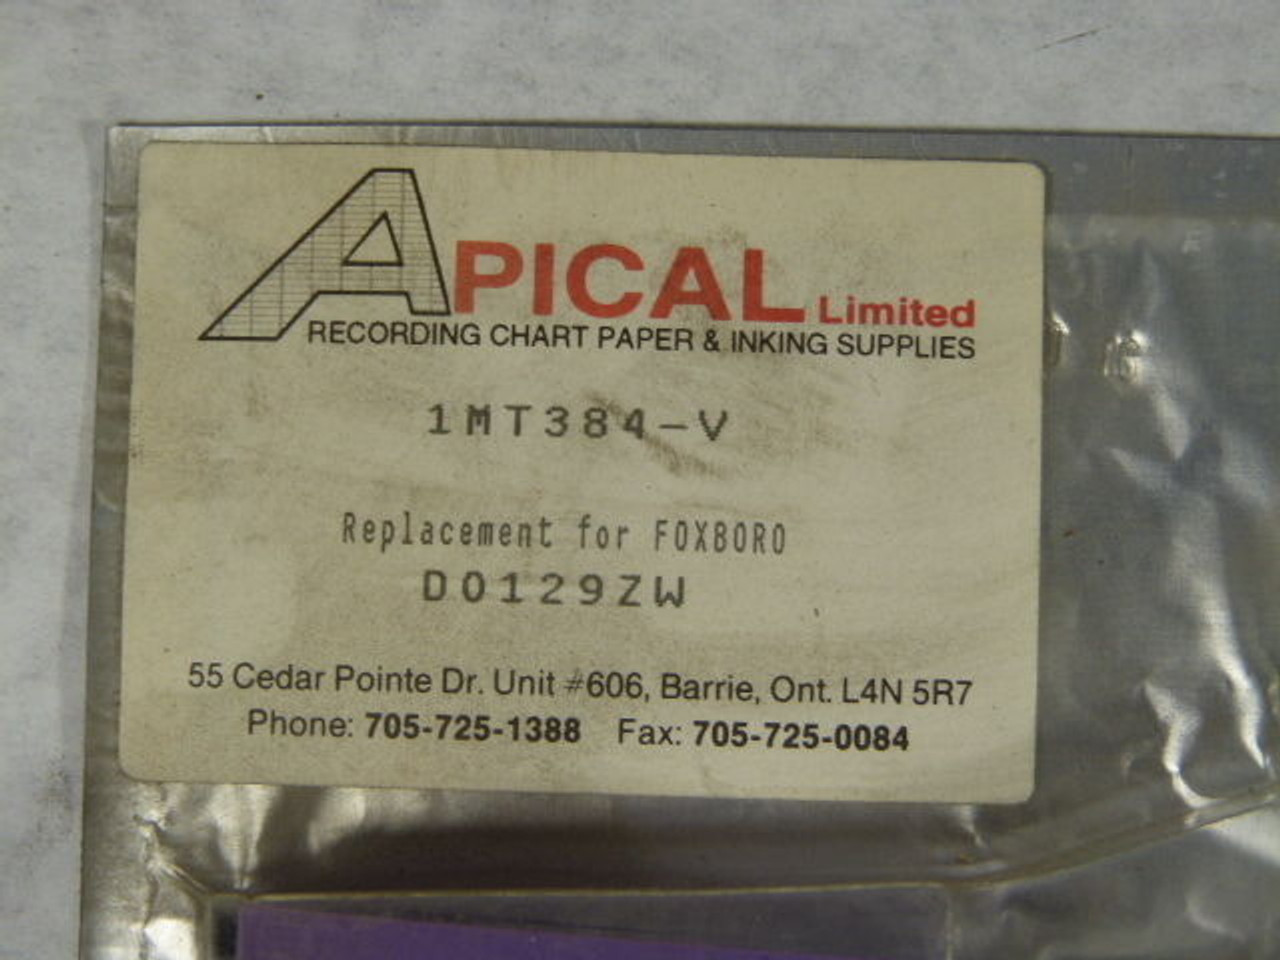 APICAL Limited
RECORDING CHART PAPER & INKING SUPPLIES
1MT384-V
Replacement for FOXBORO
D0129ZW
55 Cedar Pointe Dr. Unit #606, Barrie, Ont. L4N 5R7
Phone: 705-725-1388 Fax: 705-725-0084